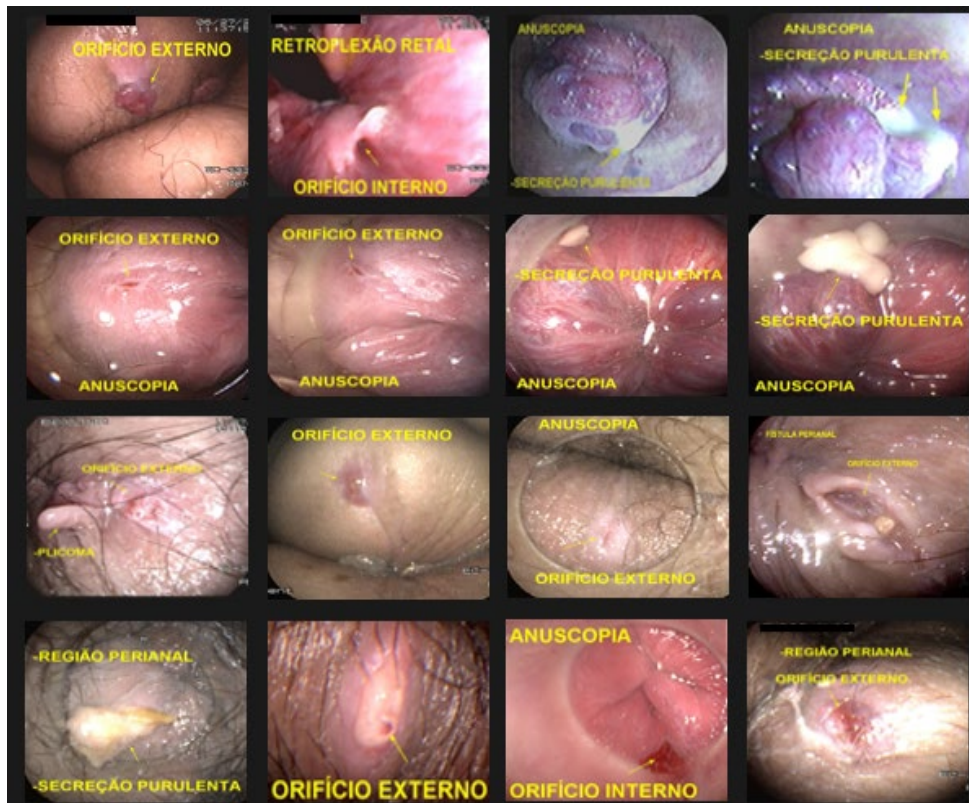 ORIFÍCIO EXTERNO
RETROPLEXÃO RETAL
ORIFÍCIO INTERNO
ANUSCOPIA
-SECREÇÃO PURULENTA
ANUSCOPIA
-SECREÇÃO PURULENTA
ORIFÍCIO EXTERNO
ANUSCOPIA
ORIFÍCIO EXTERNO
-SECREÇÃO PURULENTA
ANUSCOPIA
-SECREÇÃO PURULENTA
ANUSCOPIA
ORIFÍCIO EXTERNO
-PLICOMA
ORIFÍCIO EXTERNO
ANUSCOPIA
ORIFÍCIO EXTERNO
FÍSTULA PERIANAL
ORIFÍCIO EXTERNO
-REGIÃO PERIANAL
-SECREÇÃO PURULENTA
ORIFÍCIO EXTERNO
ANUSCOPIA
ORIFÍCIO INTERNO
-REGIÃO PERIANAL
ORIFÍCIO EXTERNO